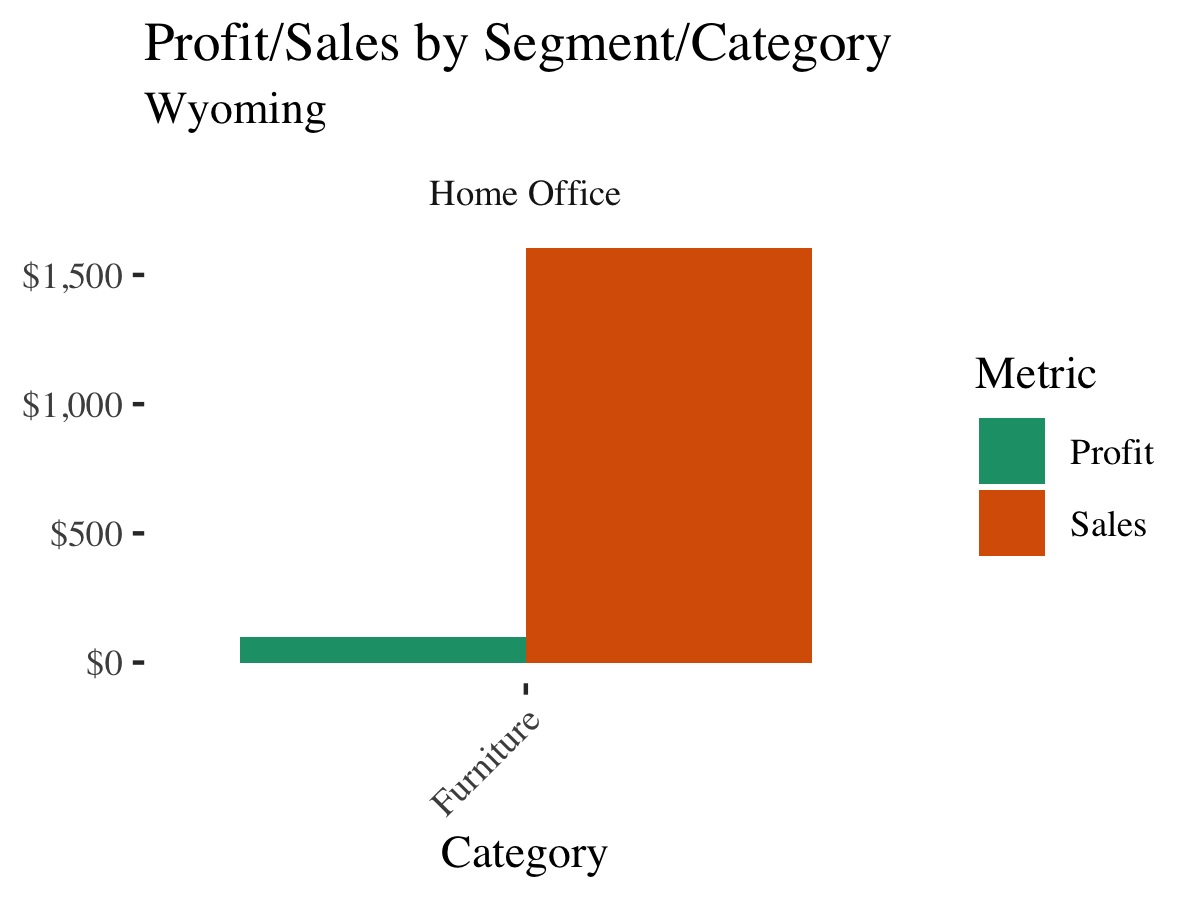 Profit/Sales by Segment/Category
Wyoming
Home Office
$1,500
$1,000
$500
$0
Furniture
Category
Metric
Profit
Sales